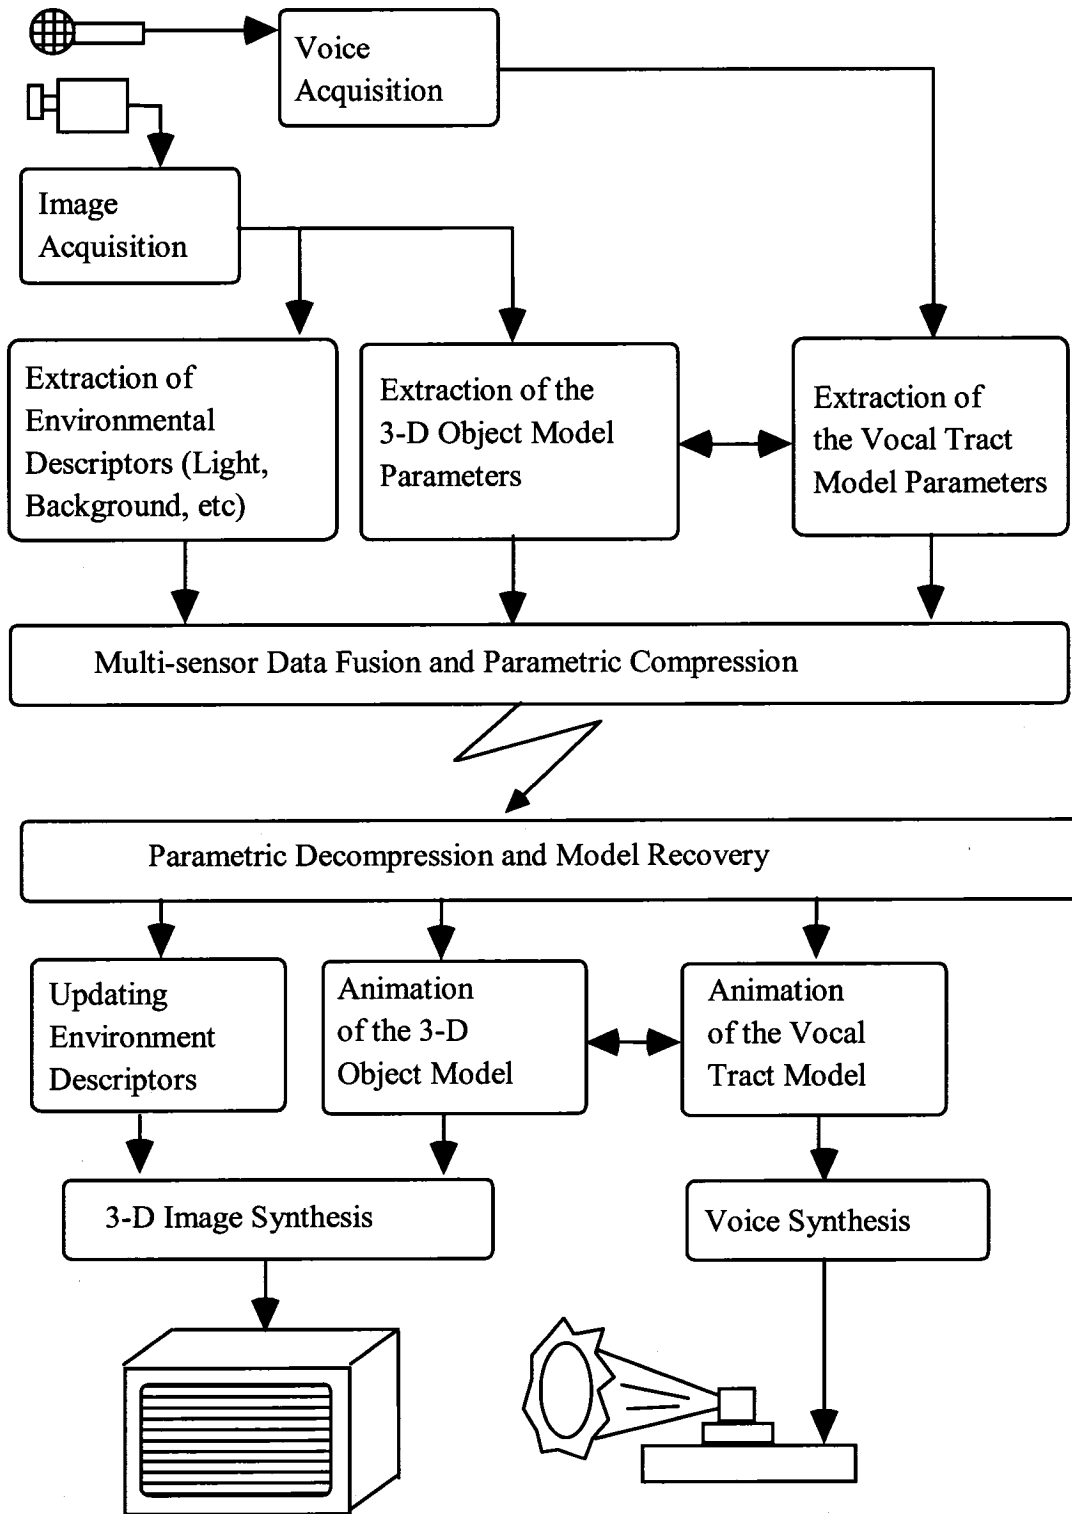 Voice
Acquisition
Image
Acquisition
Extraction of
Environmental
Descriptors (Light,
Background, etc)
Extraction of the
3-D Object Model
Parameters
Extraction of
the Vocal Tract
Model Parameters
Multi-sensor Data Fusion and Parametric Compression
Parametric Decompression and Model Recovery
Updating
Environment
Descriptors
Animation
of the 3-D
Object Model
Animation
of the Vocal
Tract Model
3-D Image Synthesis
Voice Synthesis